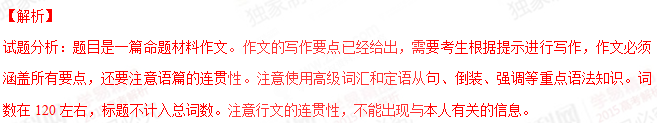 【解析】
试题分析：题目是一篇命题材料作文。作文的写作要点已经给出，需要考生根据提示进行写作，作文必须
涵盖所有要点，还要注意语篇的连贯性。注意使用高级词汇和定语从句、倒装、强调等重点语法知识。词
数在 120 左右，标题不计入总词数。注意行文的连贯性，不能出现与本人有关的信息。